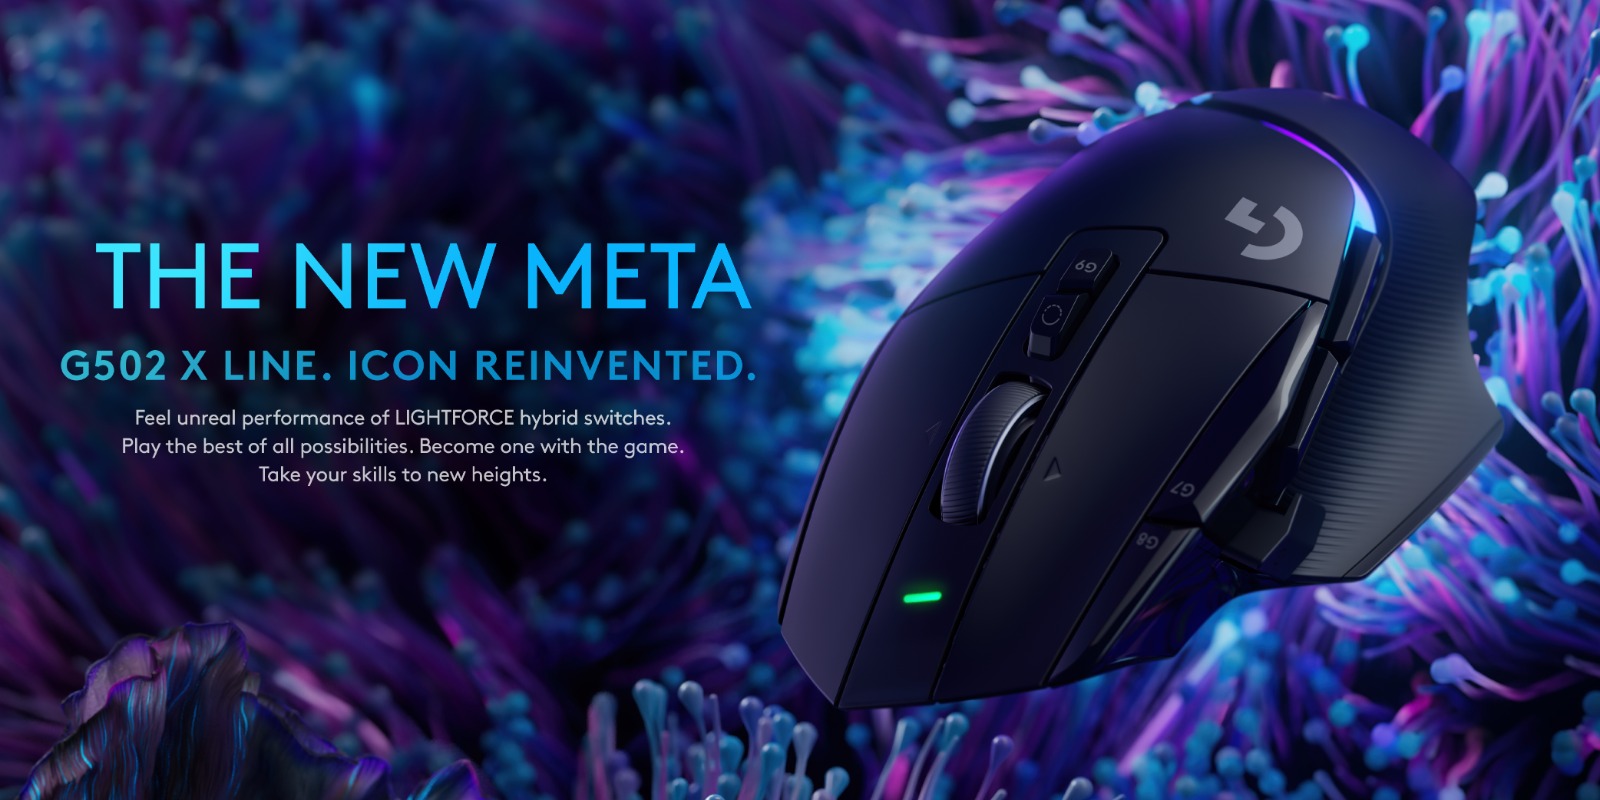 THE NEW META
G502 X LINE. ICON REINVENTED.
Feel unreal performance of LIGHTFORCE hybrid switches.
Play the best of all possibilities. Become one with the game.
Take your skills to new heights.
G9
G7
G8